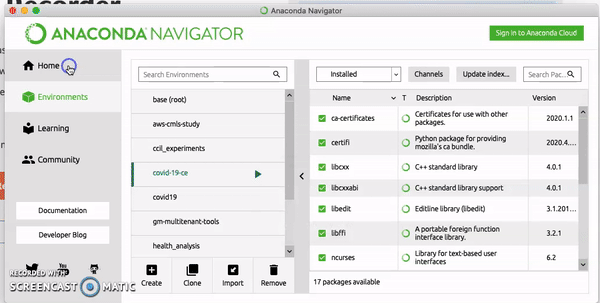 Recorder
Anaconda Navigator
ANACONDA NAVIGATOR
Sign in to Anaconda Cloud
Home
Environments
Learning
Community
Documentation
Developer Blog
RECORDED WITH
SCREENCAST MATIC
Search Environments
base (root)
aws-cmls-study
ccil_experiments
covid-19-ce
covid19
gm-multitenant-tools
health_analysis
Create
Clone
Import
Remove
Installed
Channels
Update index...
Search Pac...
Name
T
Description
Version
ca-certificates
Certificates for use with other
packages.
2020.1.1
certifi
Python package for providing
mozilla's ca bundle.
2020.4....
libcxx
C++ standard library
4.0.1
libcxxabi
C++ standard library support
4.0.1
libedit
Editline library (libedit)
3.1.201...
libffi
A portable foreign function
interface library.
3.2.1
ncurses
Library for text-based user
interfaces
6.2
17 packages available